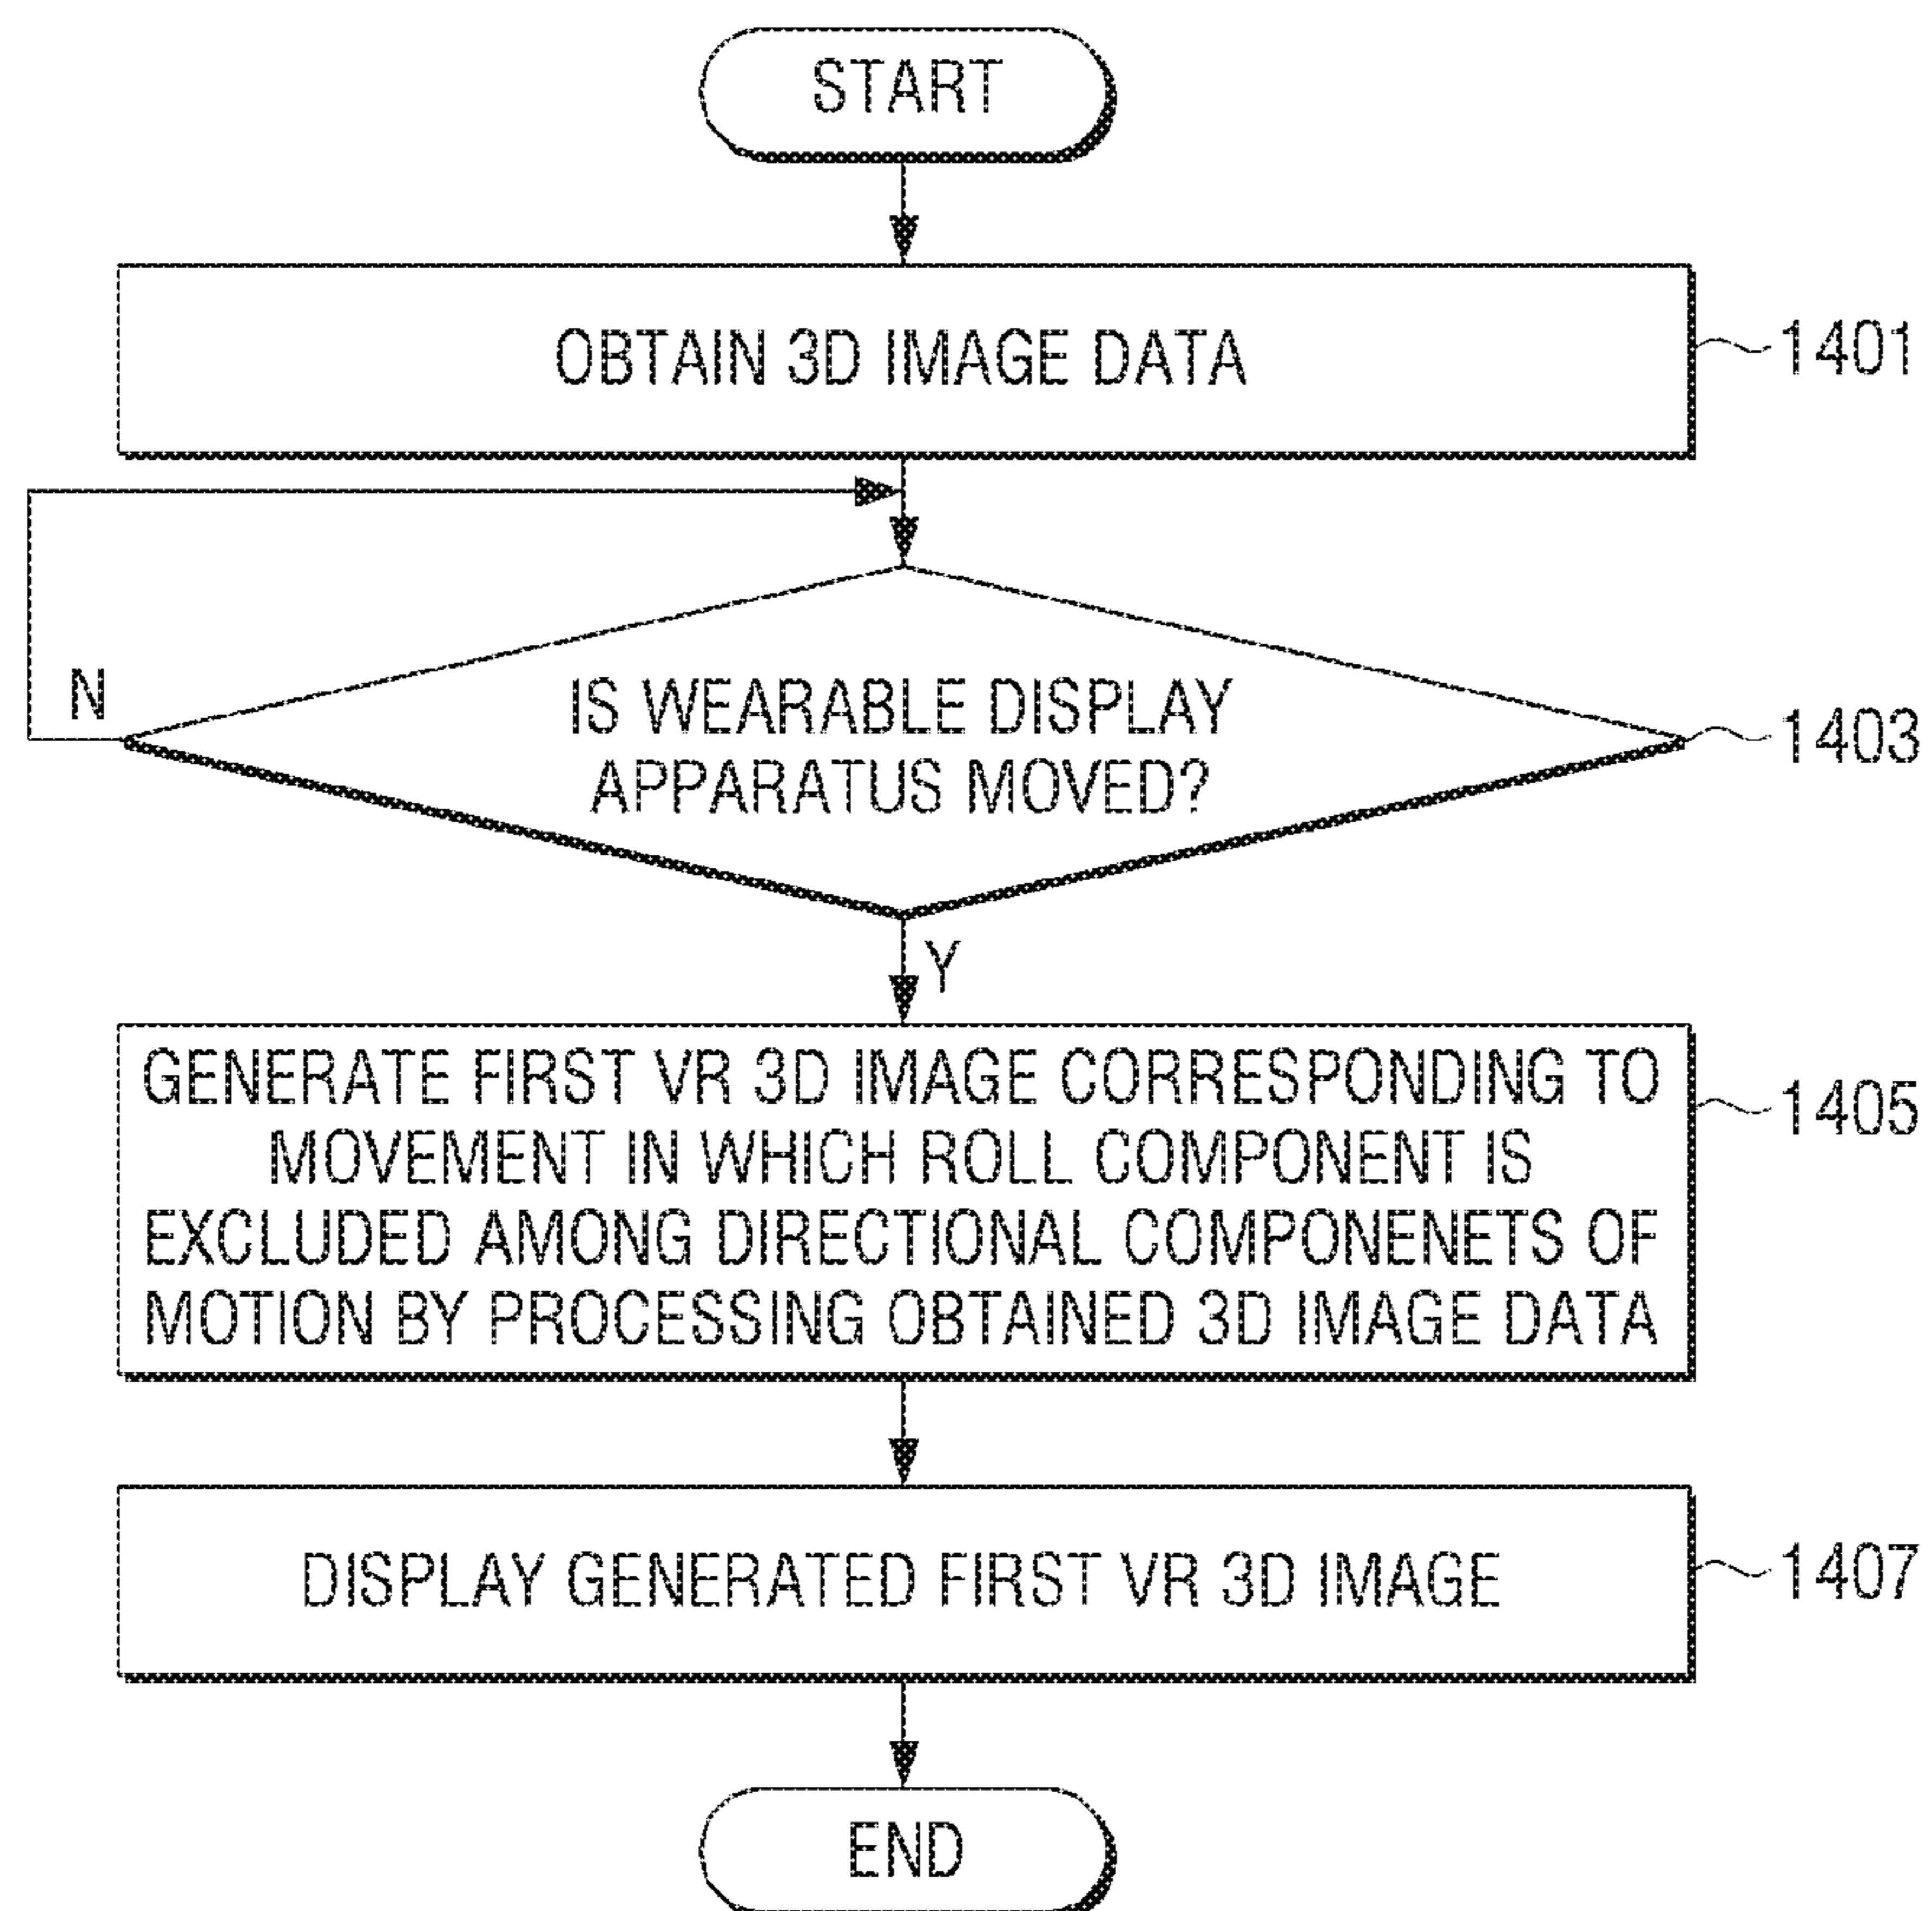 START
OBTAIN 3D IMAGE DATA
1401
N
IS WEARABLE DISPLAY
APPARATUS MOVED?
1403
Y
GENERATE FIRST VR 3D IMAGE CORRESPONDING TO
MOVEMENT IN WHICH ROLL COMPONENT IS
EXCLUDED AMONG DIRECTIONAL COMPONENETS OF
MOTION BY PROCESSING OBTAINED 3D IMAGE DATA
1405
DISPLAY GENERATED FIRST VR 3D IMAGE
1407
END